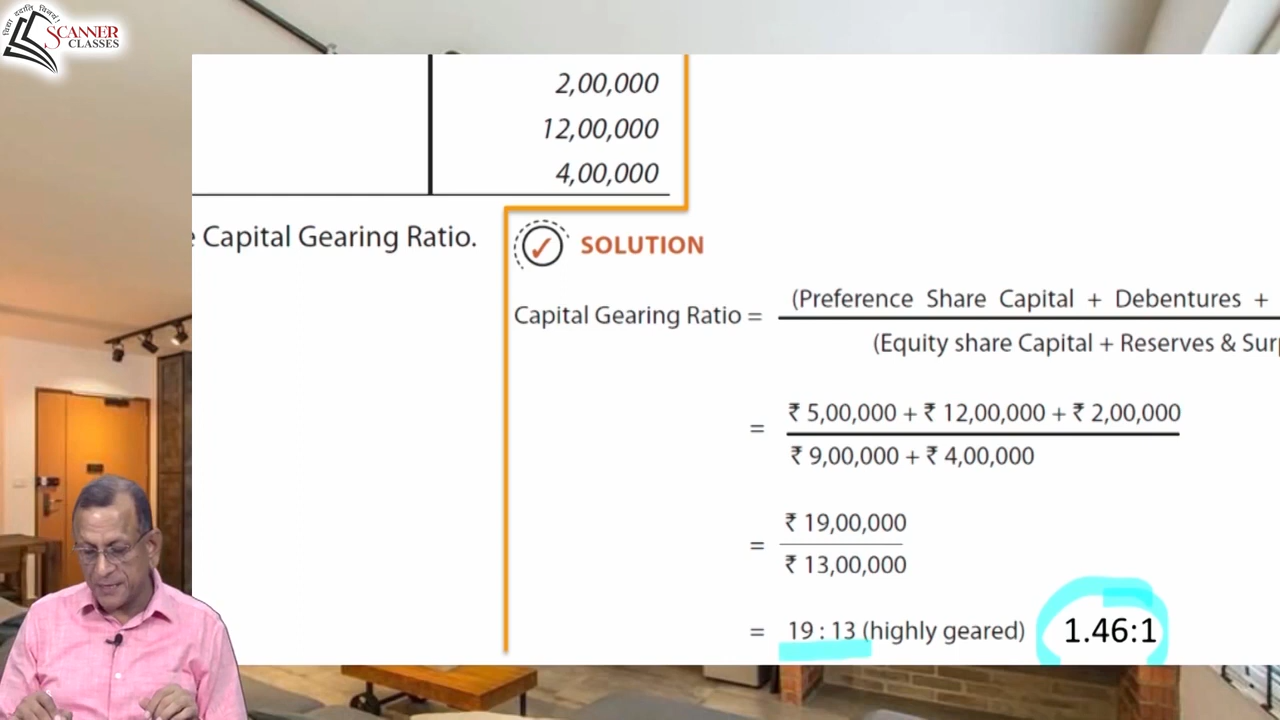 विद्या ददाति विनयं।
SCANNER
CLASSES
2,00,000
12,00,000
4,00,000
Capital Gearing Ratio.
SOLUTION
(Preference Share Capital + Debentures +
Capital Gearing Ratio =
(Equity share Capital + Reserves & Sur
₹ 5,00,000 + ₹ 12,00,000 + ₹ 2,00,000
=
₹ 9,00,000 + ₹ 4,00,000
₹ 19,00,000
=
₹ 13,00,000
= 19 : 13 (highly geared) 1.46:1